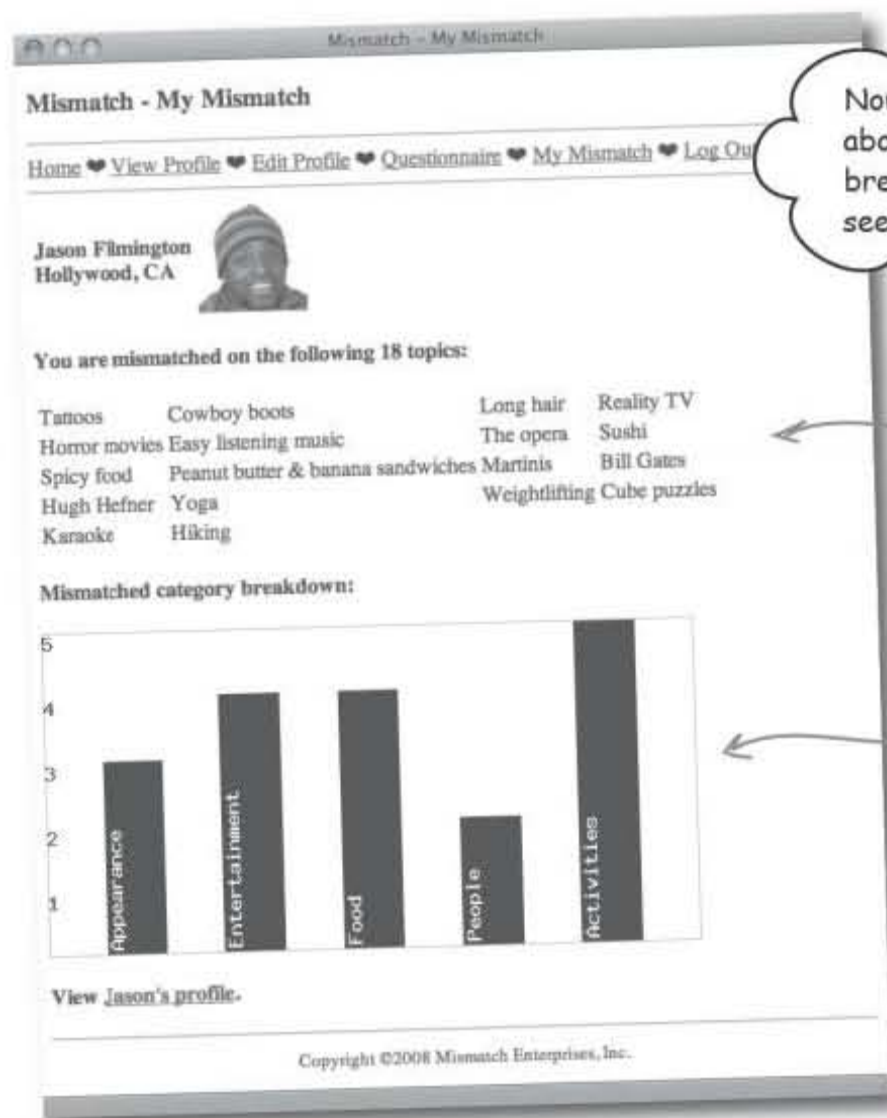 Mismatch - My Mismatch
Mismatch - My Mismatch
Home ❤ View Profile ❤ Edit Profile ❤ Questionnaire ❤ My Mismatch ❤ Log Ou
Jason Filmington
Hollywood, CA
You are mismatched on the following 18 topics:
Tattoos Cowboy boots Long hair Reality TV
Horror movies Easy listening music The opera Sushi
Spicy food Peanut butter & banana sandwiches Martinis Bill Gates
Hugh Hefner Yoga Weightlifting Cube puzzles
Karaoke Hiking
Mismatched category breakdown:
5
4
3
2
1
Appearance
Entertainment
Food
People
Activities
View Jason's profile.
Copyright ©2008 Mismatch Enterprises, Inc.